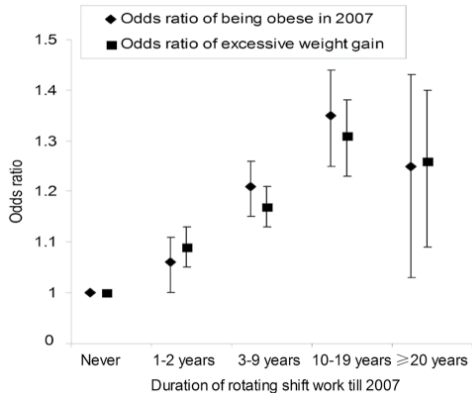 Odds ratio of being obese in 2007
Odds ratio of excessive weight gain
1.5
1.4
1.3
1.2
1.1
1
0
Odds ratio
Never 1-2 years 3-9 years 10-19 years ≥20 years
Duration of rotating shift work till 2007